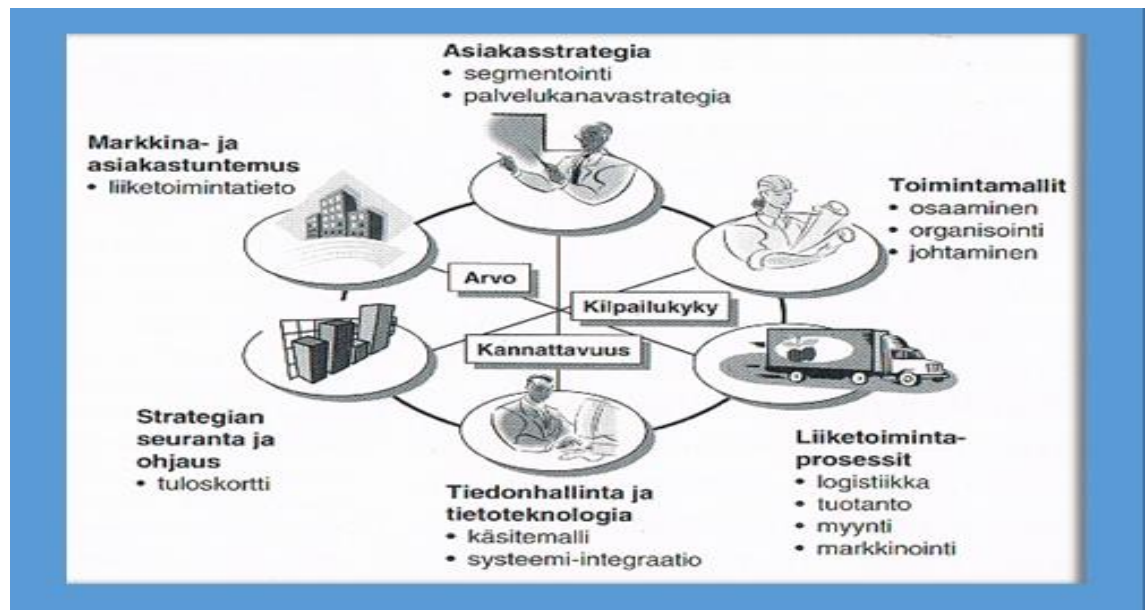 Asiakasstrategia
• segmentointi
• palvelukanavastrategia
Markkina- ja
asiakastuntemus
• liiketoimintatieto
Toimintamallit
• osaaminen
• organisointi
• johtaminen
Arvo
Kilpailukyky
Kannattavuus
Strategian
seuranta ja
ohjaus
• tuloskortti
Tiedonhallinta ja
tietoteknologia
• käsitemalli
• systeemi-integraatio
Liiketoiminta-
prosessit
• logistiikka
• tuotanto
• myynti
• markkinointi